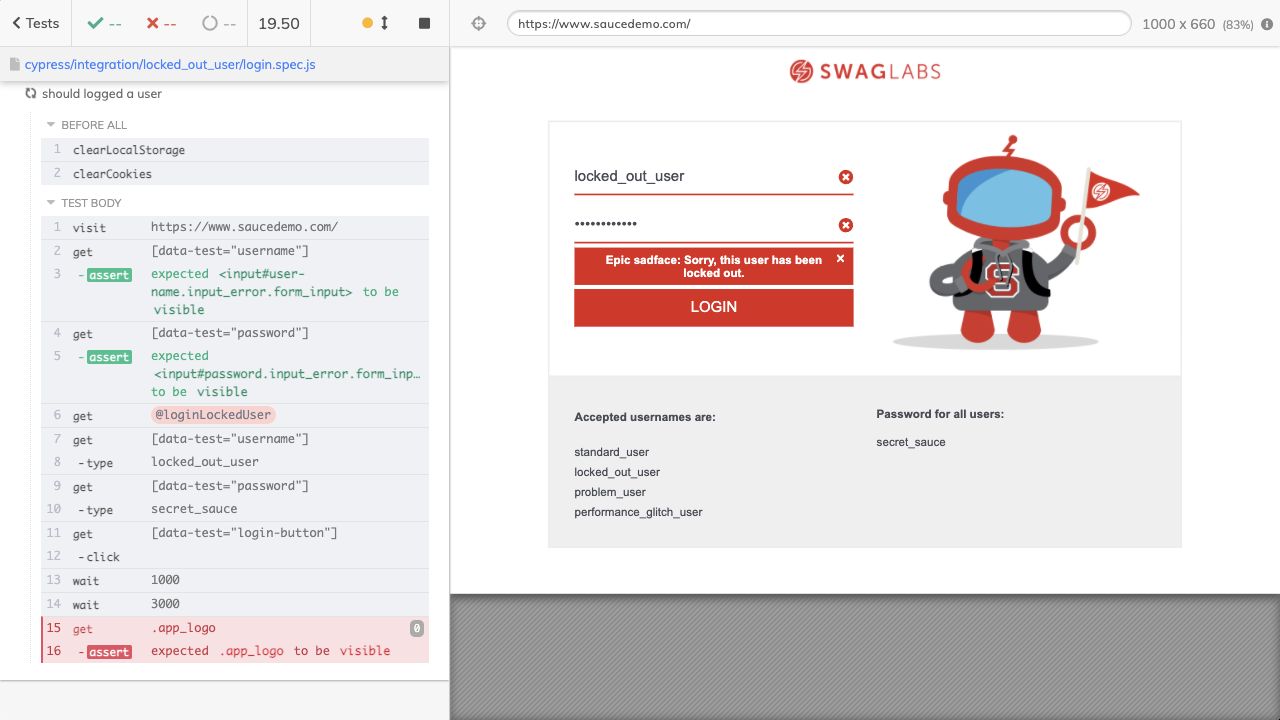 Tests
--
--
--
19.50
https://www.saucedemo.com/
1000 x 660 (83%)
cypress/integration/locked_out_user/login.spec.js
should logged a user
BEFORE ALL
1 clearLocalStorage
2 clearCookies
TEST BODY
1 visit https://www.saucedemo.com/
2 get [data-test="username"]
3 - assert expected <input#user-
name.input_error.form_input> to be
visible
4 get [data-test="password"]
5 - assert expected
<input#password.input_error.form_inp…
to be visible
6 get @loginLockedUser
7 get [data-test="username"]
8 - type locked_out_user
9 get [data-test="password"]
10 - type secret_sauce
11 get [data-test="login-button"]
12 - click
13 wait 1000
14 wait 3000
15 get .app_logo 0
16 - assert expected .app_logo to be visible
SWAGLABS
locked_out_user
••••••••••••
Epic sadface: Sorry, this user has been
locked out.
LOGIN
Accepted usernames are:
standard_user
locked_out_user
problem_user
performance_glitch_user
Password for all users:
secret_sauce